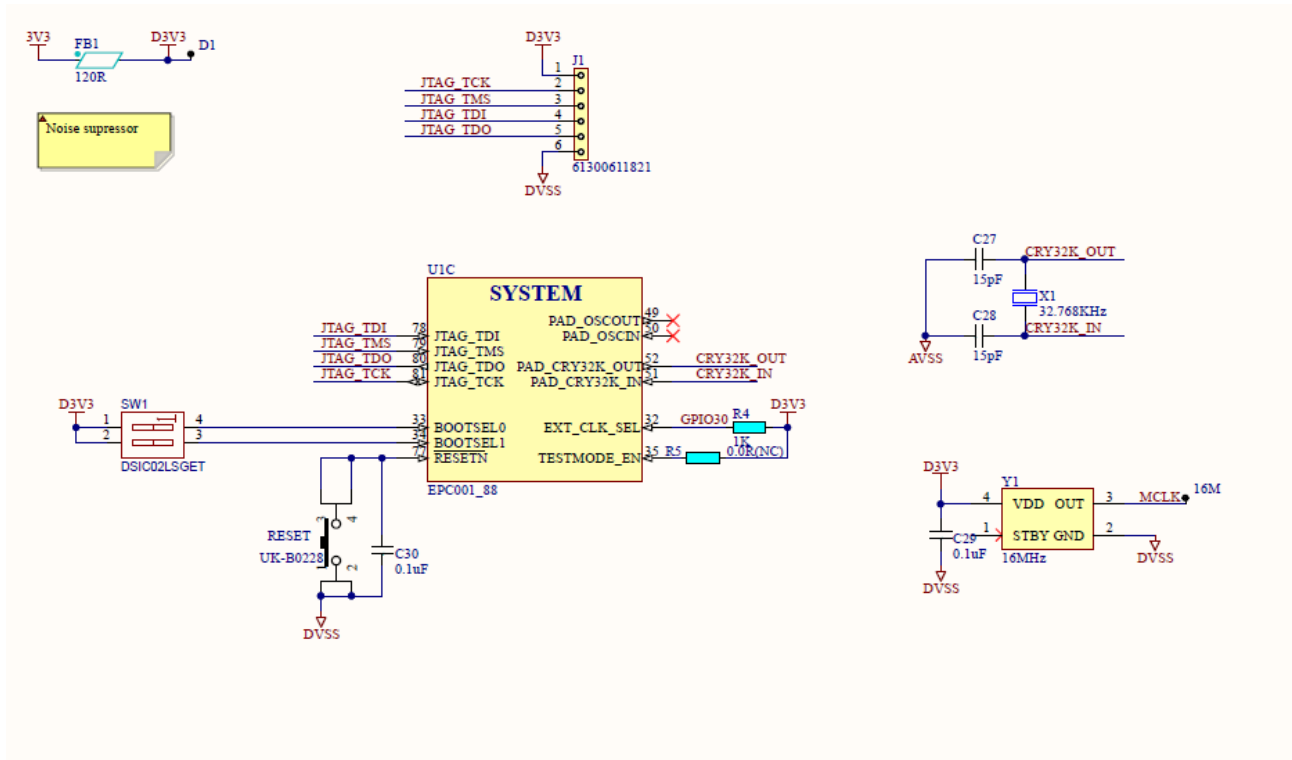 3V3
FB1
D3V3
D1
120R
Noise supressor
D3V3
J1
1
JTAG_TCK
2
JTAG_TMS
3
JTAG_TDI
4
JTAG_TDO
5
6
61300611821
DVSS
C27
CRY32K_OUT
15pF
X1
32.768KHz
C28
CRY32K_IN
AVSS
15pF
U1C
SYSTEM
JTAG_TDI 78 JTAG_TDI
JTAG_TMS 79 JTAG_TMS
JTAG_TDO 80 JTAG_TDO
JTAG_TCK 81 JTAG_TCK
PAD_OSCOUT 49
PAD_OSCIN 50
PAD_CRY32K_OUT 52 CRY32K_OUT
PAD_CRY32K_IN 51 CRY32K_IN
D3V3
SW1
1 4
2 3
1
DSIC02LSGET
33 BOOTSEL0
34 BOOTSEL1
77 RESETN
EXT_CLK_SEL 32 GPIO30 R4
D3V3
1K
TESTMODE_EN 35 R5 0.0R(NC)
EPC001_88
RESET
UK-B0228
3
4
2
C30
0.1uF
DVSS
D3V3
Y1
4 VDD OUT 3 MCLK 16M
1 STBY GND 2
C29
0.1uF
16MHz
DVSS
DVSS